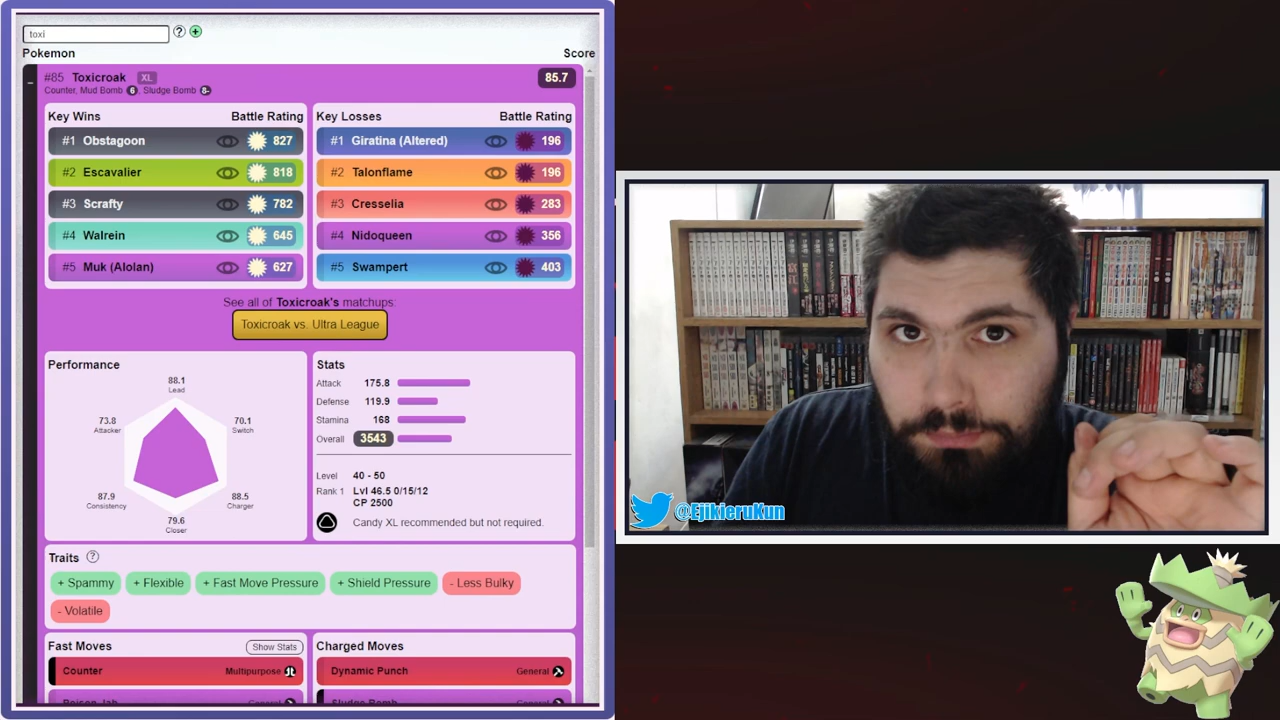 toxi ? +
Pokemon Score
#85 Toxicroak XL 85.7
Counter, Mud Bomb 6 Sludge Bomb 8-
Key Wins Battle Rating
#1 Obstagoon 827
#2 Escavalier 818
#3 Scrafty 782
#4 Walrein 645
#5 Muk (Alolan) 627
Key Losses Battle Rating
#1 Giratina (Altered) 196
#2 Talonflame 196
#3 Cresselia 283
#4 Nidoqueen 356
#5 Swampert 403
See all of Toxicroak's matchups:
Toxicroak vs. Ultra League
Performance
88.1
Lead
73.8
Attacker
70.1
Switch
87.9
Consistency
88.5
Charger
79.6
Closer
Stats
Attack 175.8
Defense 119.9
Stamina 168
Overall 3543
Level 40 - 50
Rank 1 Lvl 46.5 0/15/12
CP 2500
Candy XL recommended but not required.
Traits ?
+ Spammy + Flexible + Fast Move Pressure + Shield Pressure - Less Bulky
- Volatile
Fast Moves Show Stats
Counter Multipurpose
Poison Jab General
Charged Moves
Dynamic Punch General
Sludge Bomb General
@EjikieruKun